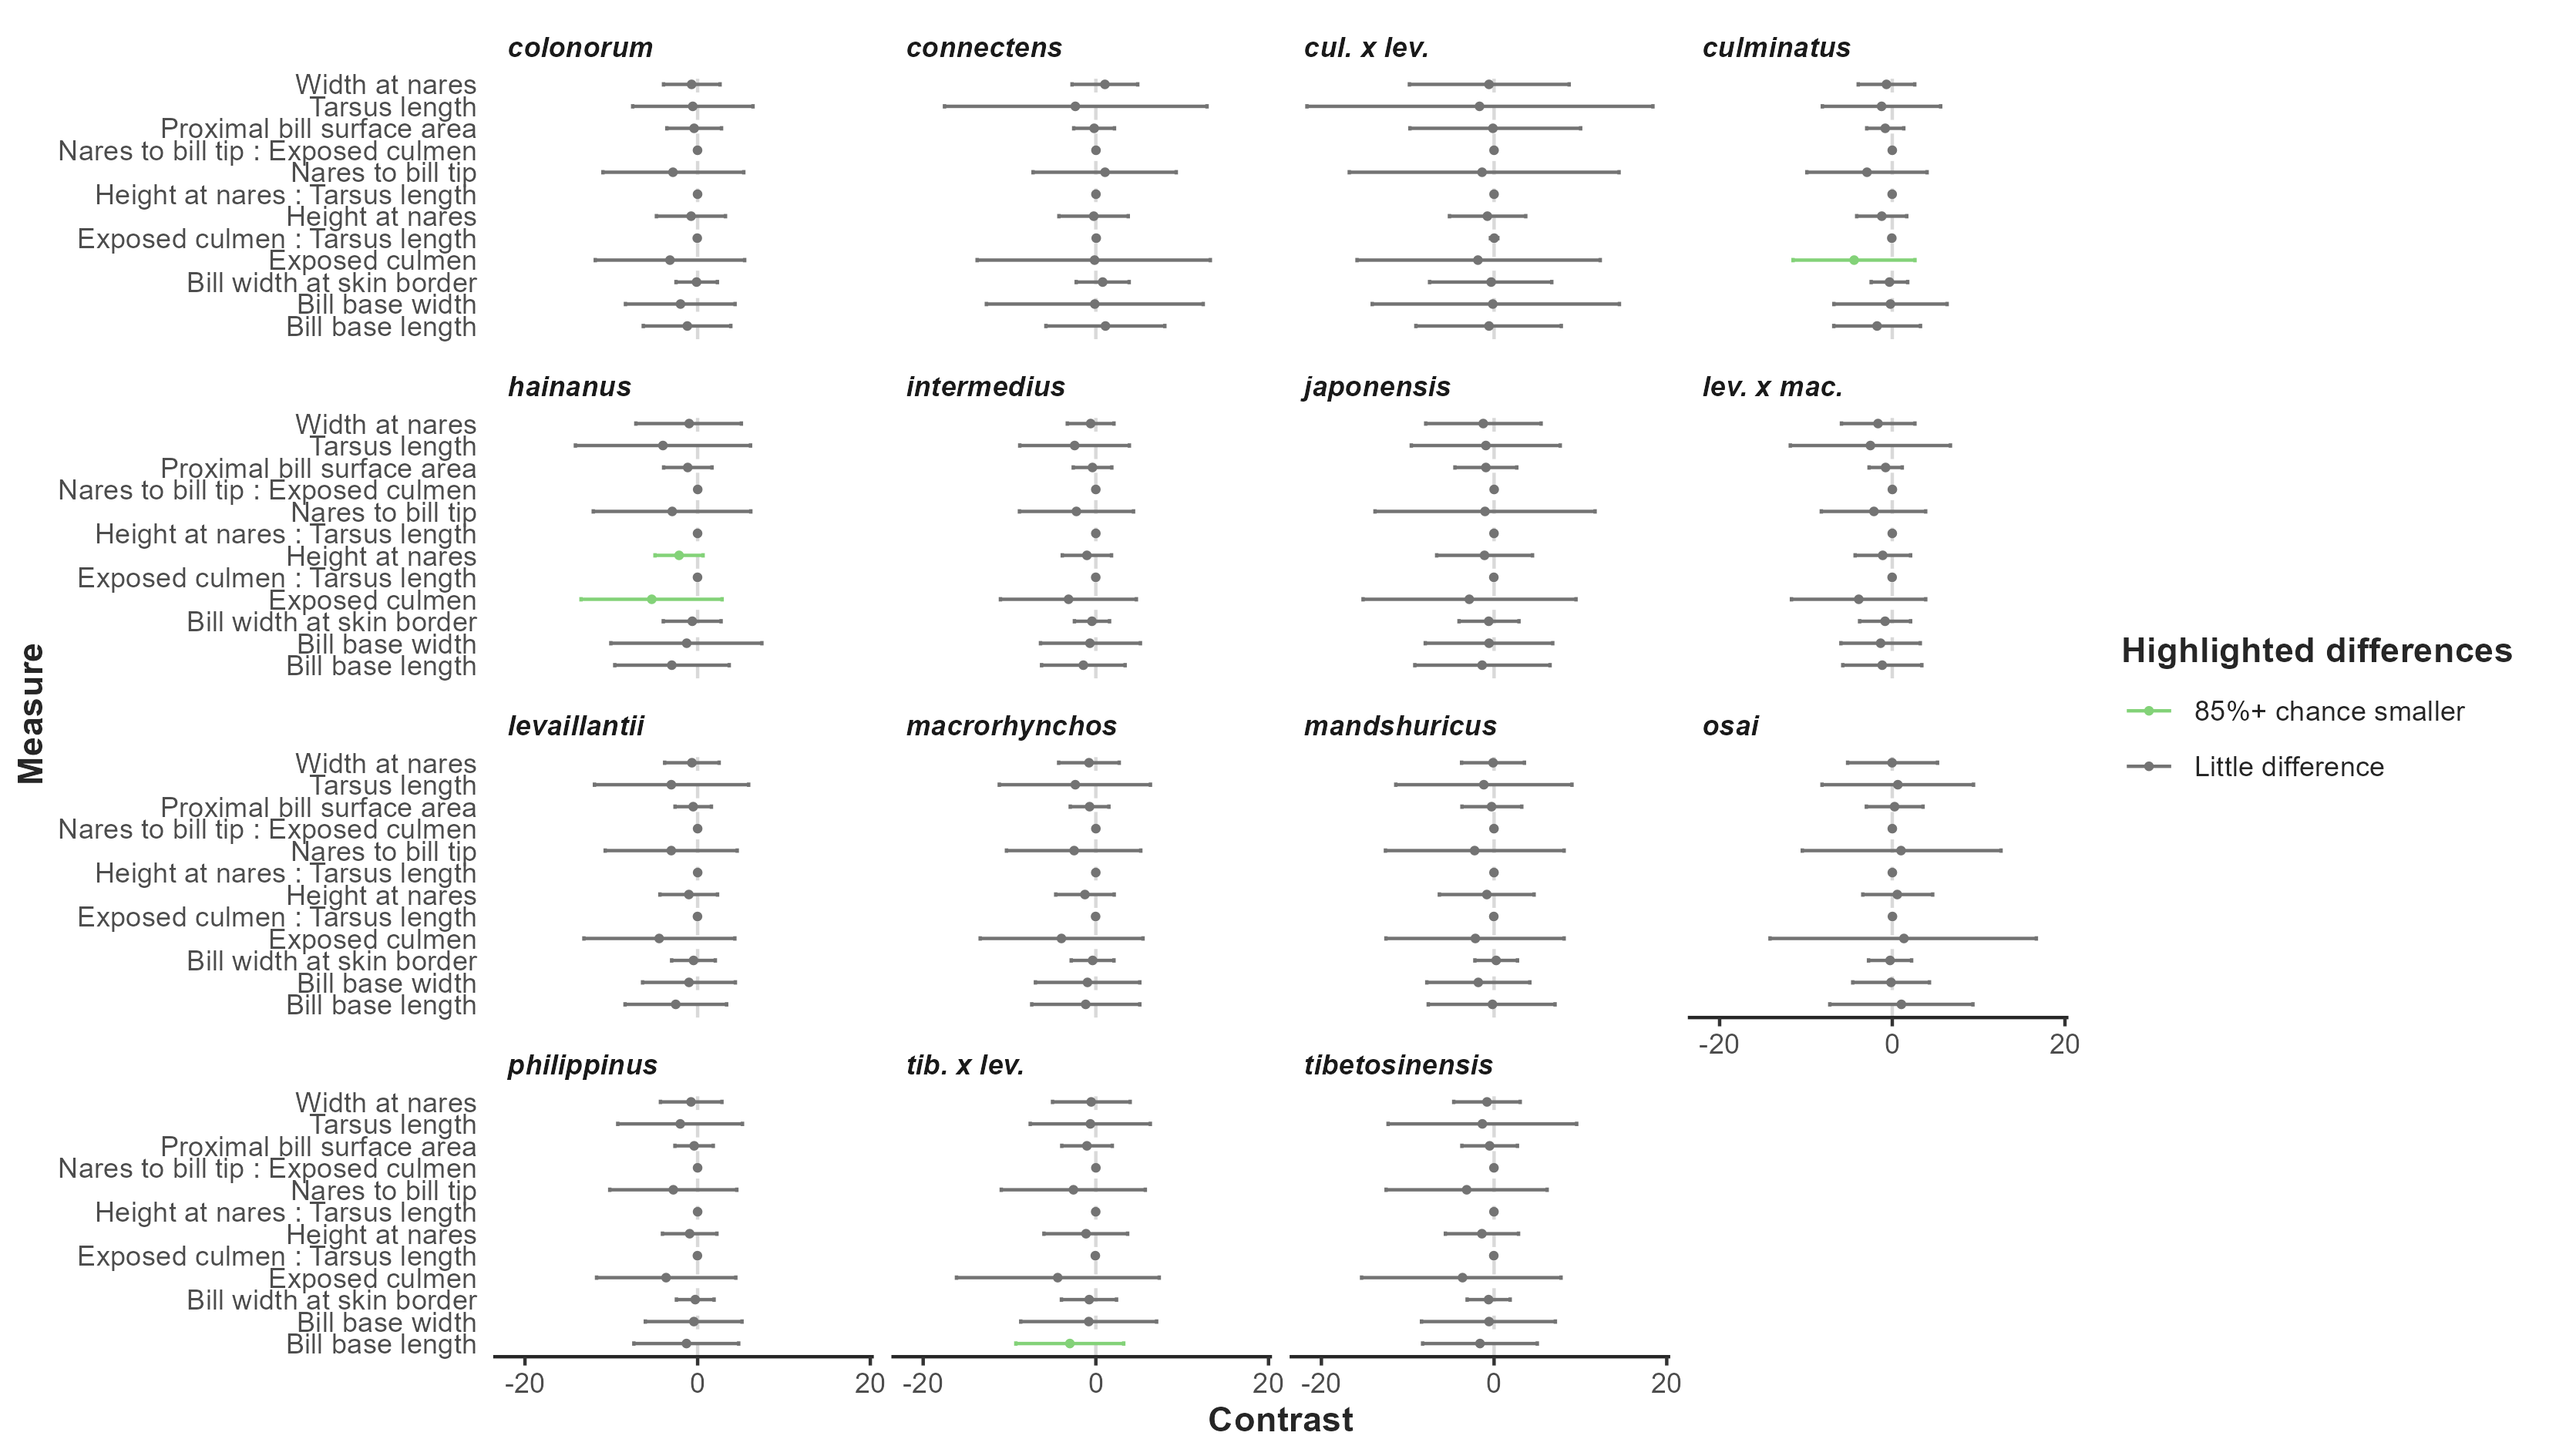 colonorum connectens cul. x lev. culminatus
Width at nares
Tarsus length
Proximal bill surface area
Nares to bill tip : Exposed culmen
Nares to bill tip
Height at nares : Tarsus length
Height at nares
Exposed culmen : Tarsus length
Exposed culmen
Bill width at skin border
Bill base width
Bill base length
hainanus intermedius japonensis lev. x mac.
Width at nares
Tarsus length
Proximal bill surface area
Nares to bill tip : Exposed culmen
Nares to bill tip
Height at nares : Tarsus length
Height at nares
Exposed culmen : Tarsus length
Exposed culmen
Bill width at skin border
Bill base width
Bill base length
levaillantii macrorhynchos mandshuricus osai
Width at nares
Tarsus length
Proximal bill surface area
Nares to bill tip : Exposed culmen
Nares to bill tip
Height at nares : Tarsus length
Height at nares
Exposed culmen : Tarsus length
Exposed culmen
Bill width at skin border
Bill base width
Bill base length
-20 0 20
philippinus tib. x lev. tibetosinensis
Width at nares
Tarsus length
Proximal bill surface area
Nares to bill tip : Exposed culmen
Nares to bill tip
Height at nares : Tarsus length
Height at nares
Exposed culmen : Tarsus length
Exposed culmen
Bill width at skin border
Bill base width
Bill base length
-20 0 20 -20 0 20 -20 0 20
Contrast
Measure
Highlighted differences
85%+ chance smaller
Little difference